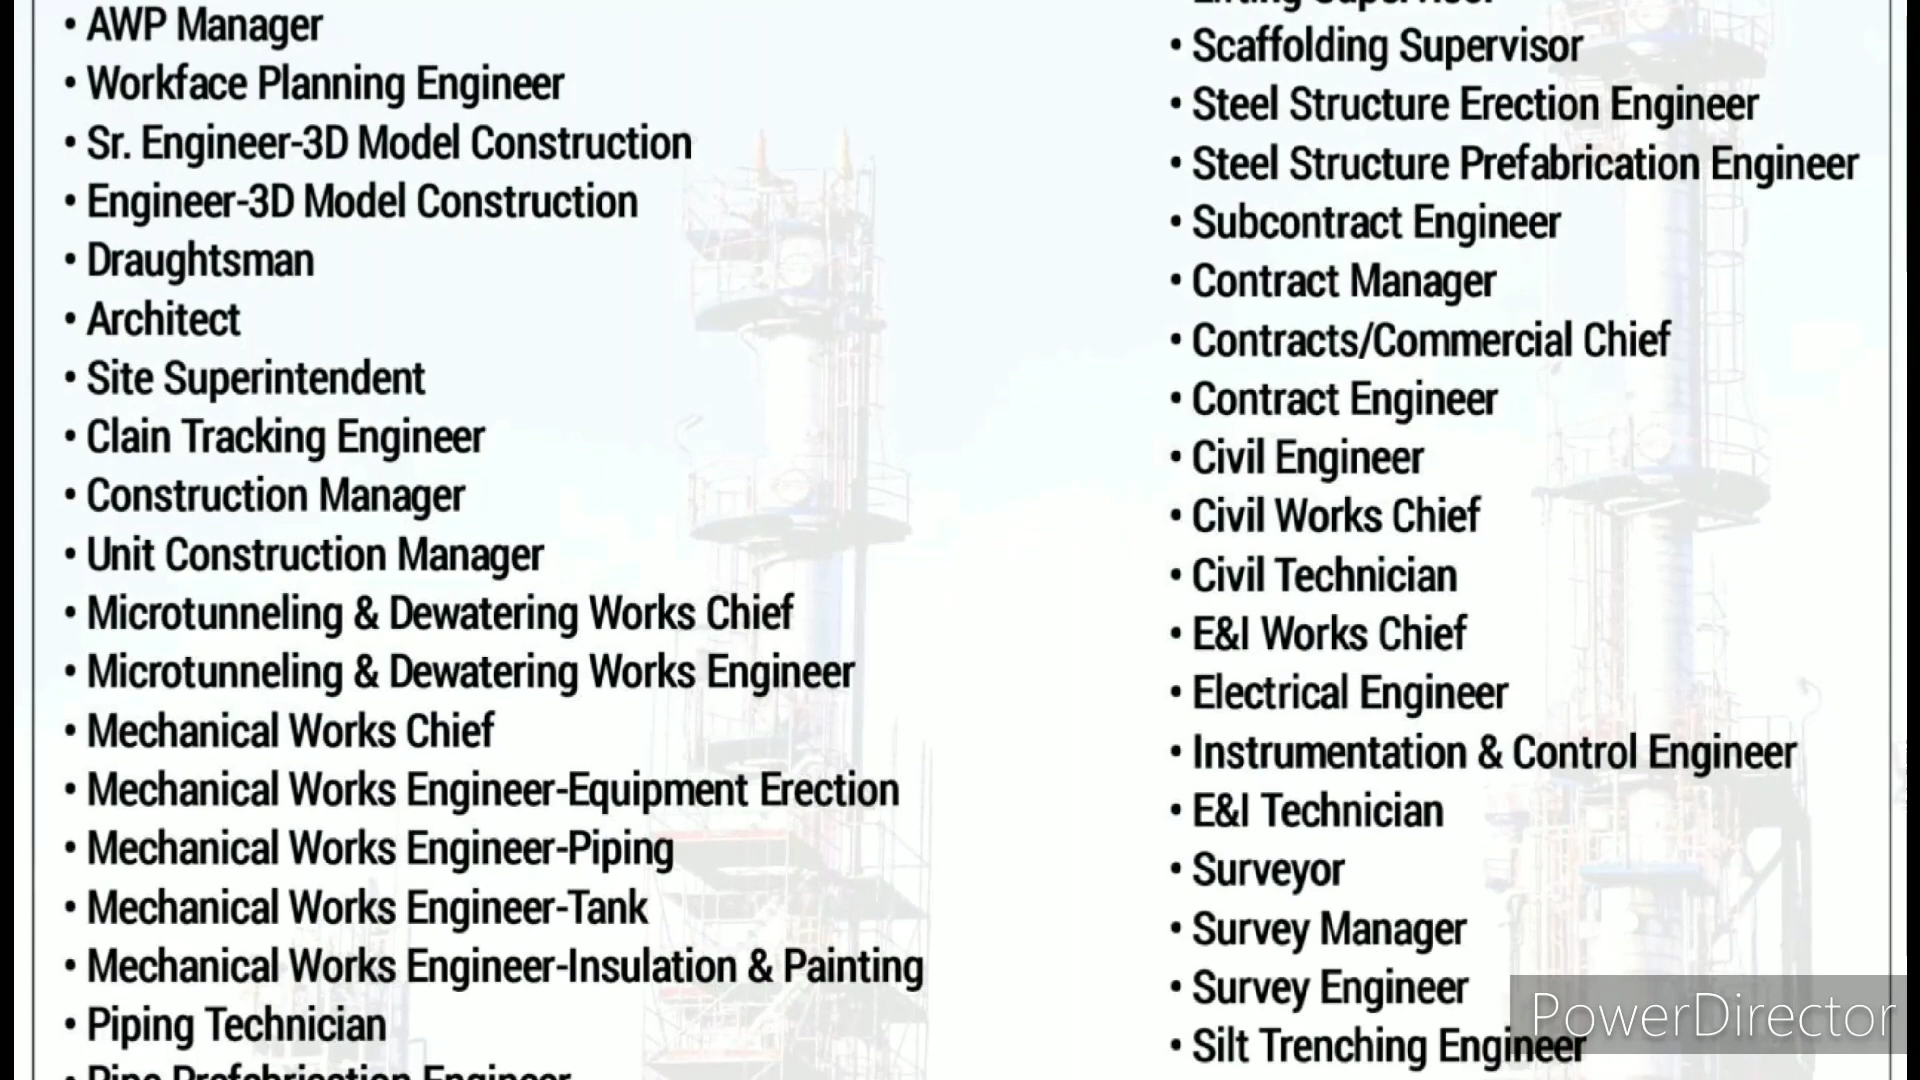 • AWP Manager
• Workface Planning Engineer
• Sr. Engineer-3D Model Construction
• Engineer-3D Model Construction
• Draughtsman
• Architect
• Site Superintendent
• Clain Tracking Engineer
• Construction Manager
• Unit Construction Manager
• Microtunneling & Dewatering Works Chief
• Microtunneling & Dewatering Works Engineer
• Mechanical Works Chief
• Mechanical Works Engineer-Equipment Erection
• Mechanical Works Engineer-Piping
• Mechanical Works Engineer-Tank
• Mechanical Works Engineer-Insulation & Painting
• Piping Technician
• Pipe Prefabrication Engineer
Lifting Supervisor
• Scaffolding Supervisor
• Steel Structure Erection Engineer
• Steel Structure Prefabrication Engineer
• Subcontract Engineer
• Contract Manager
• Contracts/Commercial Chief
• Contract Engineer
• Civil Engineer
• Civil Works Chief
• Civil Technician
• E&I Works Chief
• Electrical Engineer
• Instrumentation & Control Engineer
• E&I Technician
• Surveyor
• Survey Manager
• Survey Engineer
• Silt Trenching Engineer
PowerDirector